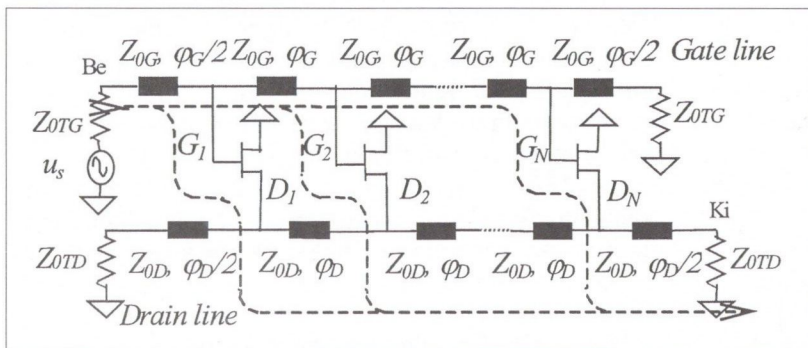 Z0G, φG/2 Z0G, φG Z0G, φG Z0G, φG Z0G, φG/2 Gate line
Be
Z0TG
Z0TG
us
G1 G2 GN
D1 D2 DN
Ki
Z0TD
Z0D, φD/2 Z0D, φD Z0D, φD Z0D, φD Z0D, φD/2
Z0TD
Drain line